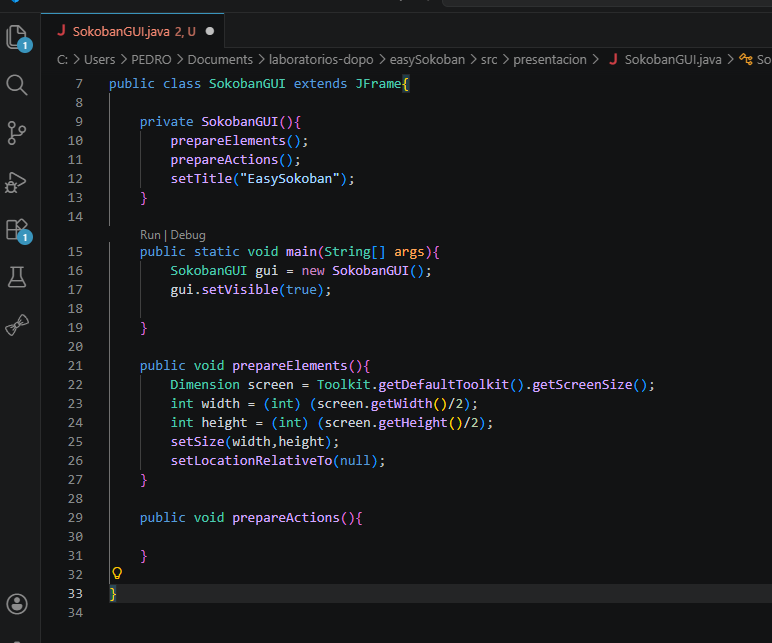 J SokobanGUI.java 2, U ●
C: > Users > PEDRO > Documents > laboratorios-dopo > easySokoban > src > presentacion > J SokobanGUI.java > So
1
1
7 public class SokobanGUI extends JFrame{
8
9 private SokobanGUI(){
10 prepareElements();
11 prepareActions();
12 setTitle("EasySokoban");
13 }
14
Run | Debug
15 public static void main(String[] args){
16 SokobanGUI gui = new SokobanGUI();
17 gui.setVisible(true);
18
19 }
20
21 public void prepareElements(){
22 Dimension screen = Toolkit.getDefaultToolkit().getScreenSize();
23 int width = (int) (screen.getWidth()/2);
24 int height = (int) (screen.getHeight()/2);
25 setSize(width,height);
26 setLocationRelativeTo(null);
27 }
28
29 public void prepareActions(){
30
31 }
32
33 }
34